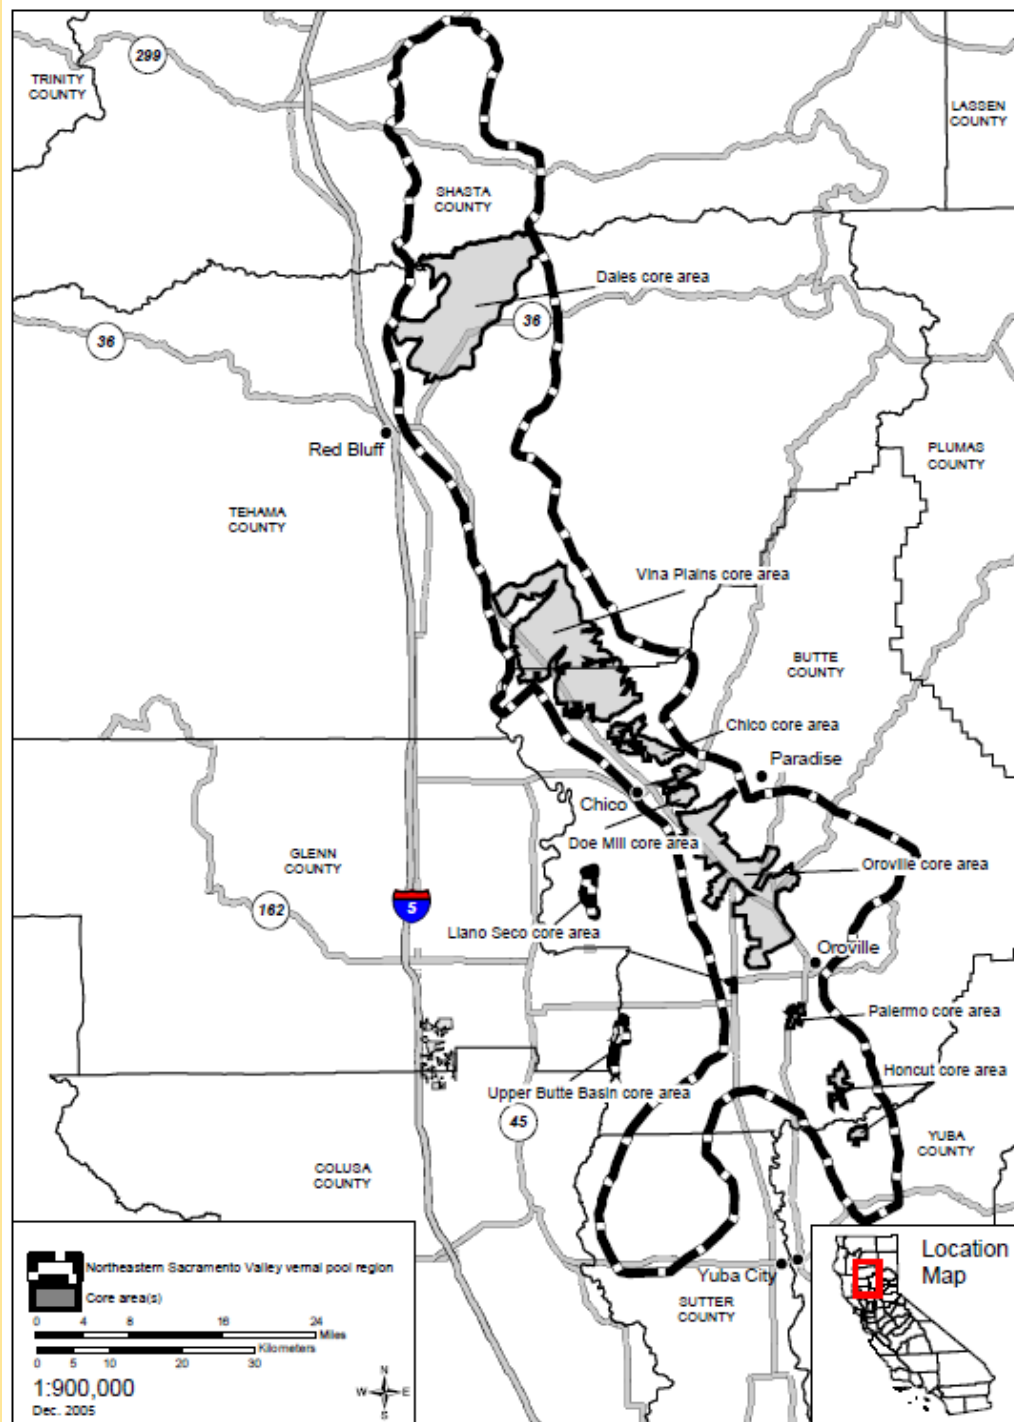 299
TRINITY
COUNTY
LASSEN
COUNTY
SHASTA
COUNTY
Dales core area
36
36
Red Bluff
PLUMAS
COUNTY
TEHAMA
COUNTY
Vina Plains core area
BUTTE
COUNTY
Chico core area
Paradise
Chico
Doe Mill core area
GLENN
COUNTY
Oroville core area
5
162
Llano Seco core area
Oroville
Palermo core area
Honcut core area
Upper Butte Basin core area
45
YUBA
COUNTY
COLUSA
COUNTY
Yuba City
SUTTER
COUNTY
Northeastern Sacramento Valley vernal pool region
Core area(s)
0 4 8 16 24
Miles
Kilometers
0 5 10 20 30
1:900,000
Dec. 2005
N
W E
S
Location
Map